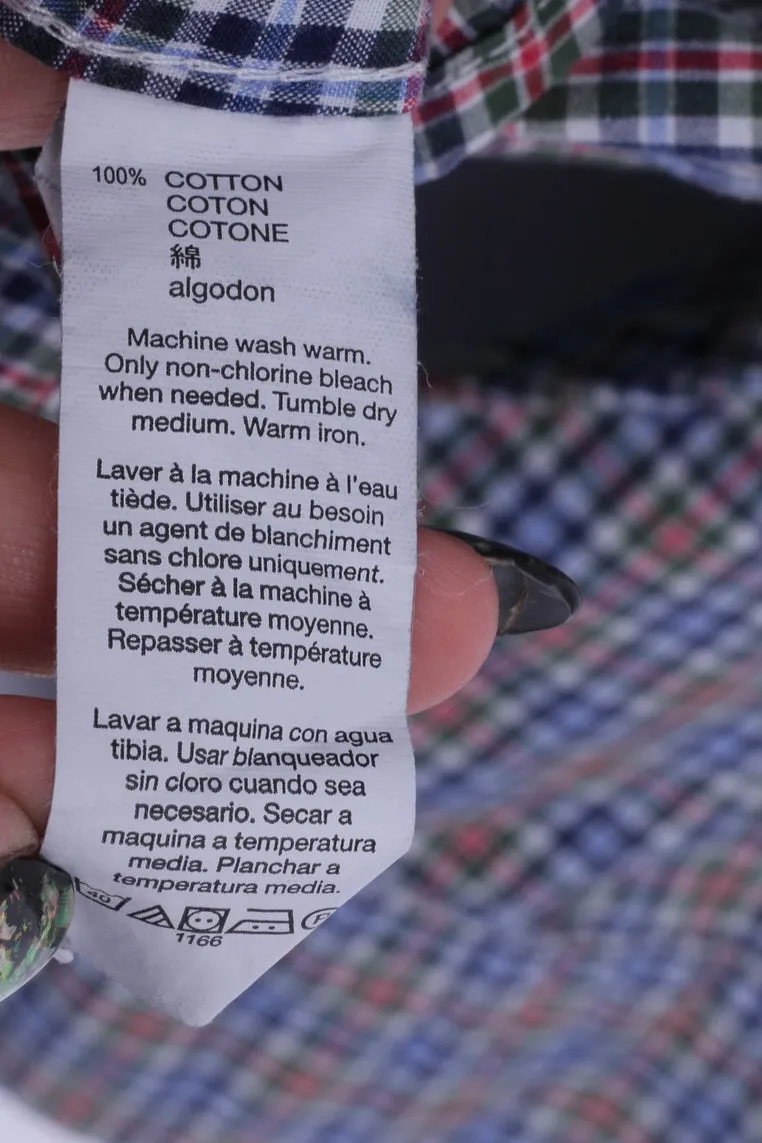 100% COTTON
COTON
COTONE
綿
algodon
Machine wash warm.
Only non-chlorine bleach
when needed. Tumble dry
medium. Warm iron.
Laver à la machine à l'eau
tiède. Utiliser au besoin
un agent de blanchiment
sans chlore uniquement.
Sécher à la machine à
température moyenne.
Repasser à température
moyenne.
Lavar a maquina con agua
tibia. Usar blanqueador
sin cloro cuando sea
necesario. Secar a
maquina a temperatura
media. Planchar a
temperatura media.
40 P
1166